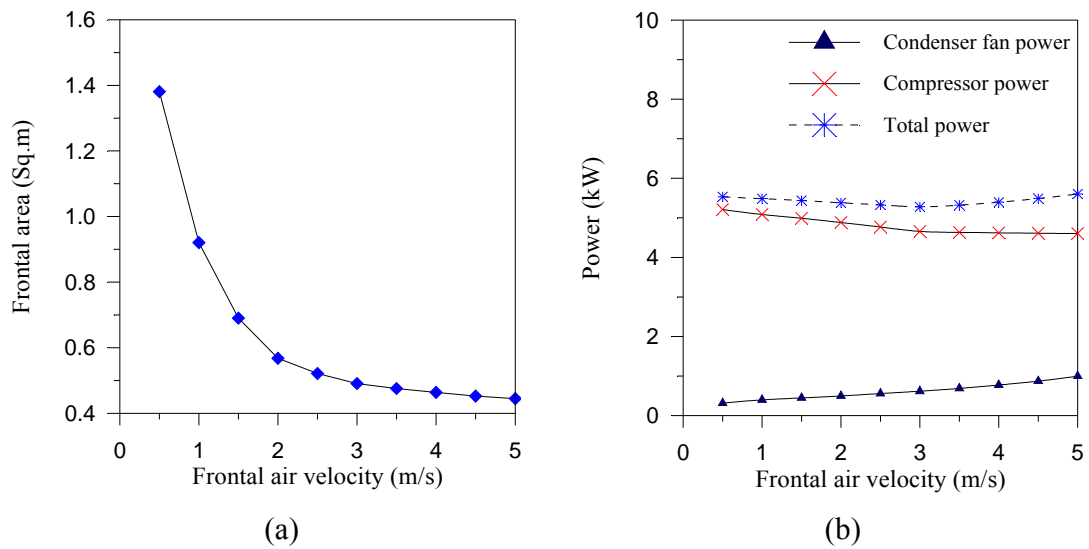 1.6
1.4
1.2
1.0
0.8
0.6
0.4
Frontal area (Sq.m)
0 1 2 3 4 5
Frontal air velocity (m/s)
(a)
10
8
6
4
2
0
Power (kW)
Condenser fan power
Compressor power
Total power
0 1 2 3 4 5
Frontal air velocity (m/s)
(b)